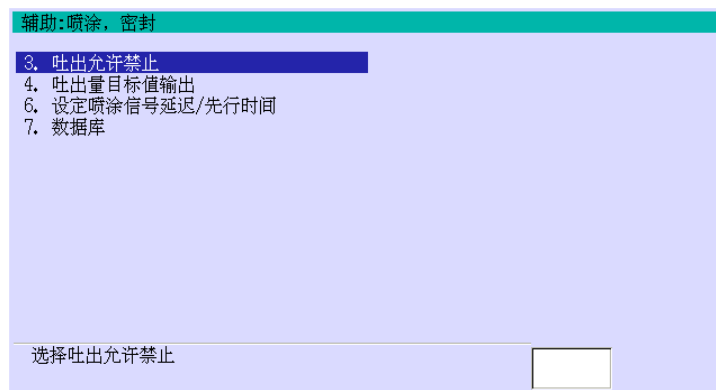 辅助:喷涂，密封
3. 吐出允许禁止
4. 吐出量目标值输出
6. 设定喷涂信号延迟/先行时间
7. 数据库
选择吐出允许禁止